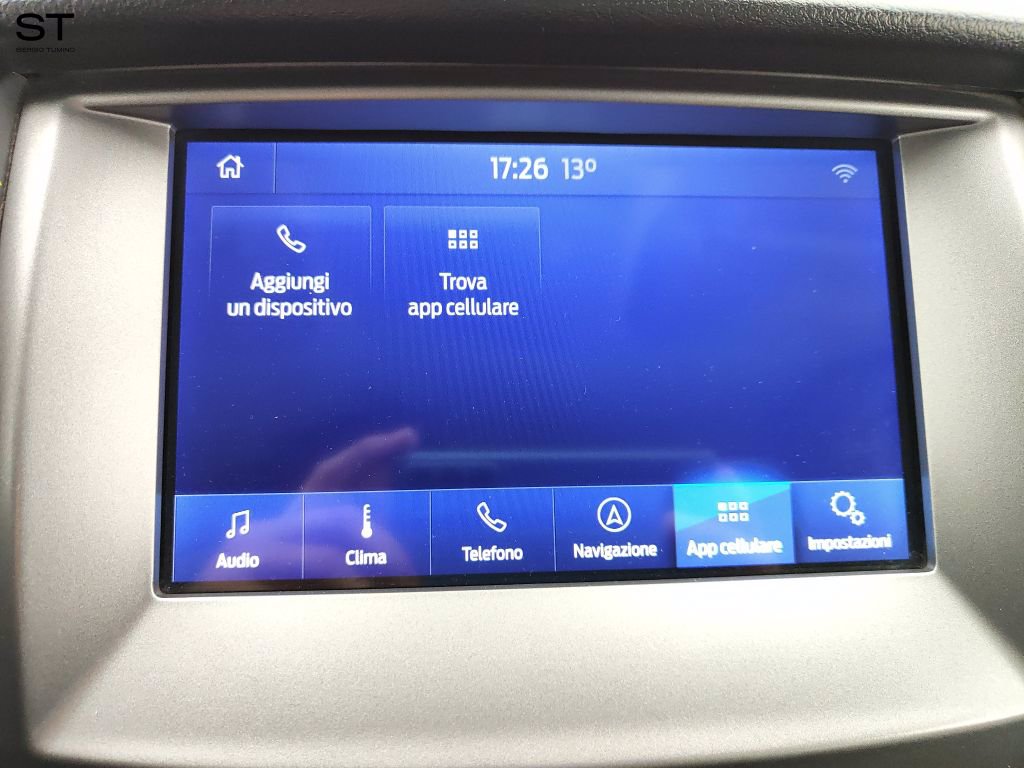 ST
SERGIO TUMINO
17:26 13º
Aggiungi
un dispositivo
Trova
app cellulare
Audio
Clima
Telefono
Navigazione
App cellulare
Impostazioni